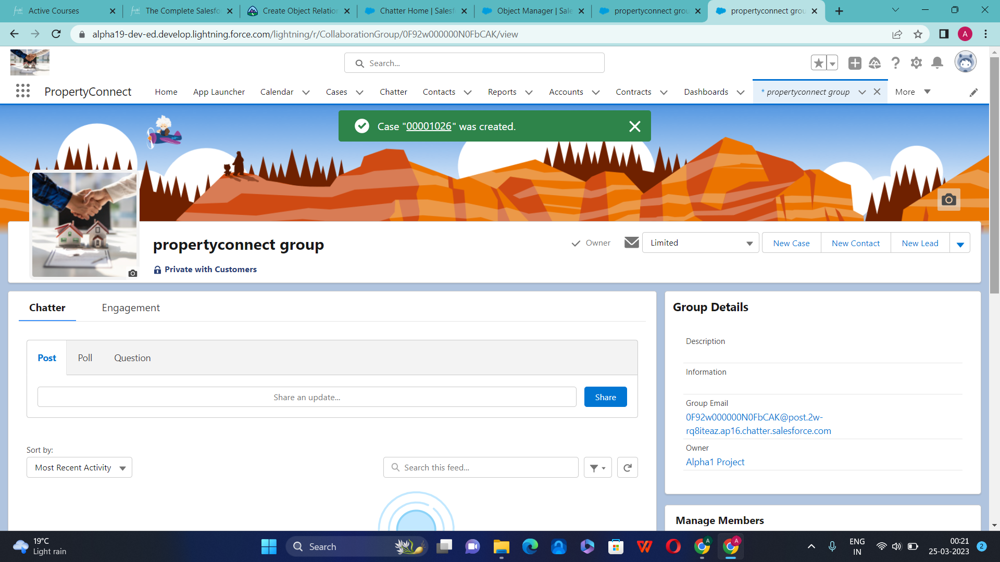 Active Courses
The Complete Salesfo
Create Object Relation
Chatter Home | Salesf
Object Manager | Sale
propertyconnect grou
propertyconnect grou
alpha19-dev-ed.develop.lightning.force.com/lightning/r/CollaborationGroup/0F92w000000N0FbCAK/view
A
Search...
PropertyConnect
Home
App Launcher
Calendar
Cases
Chatter
Contacts
Reports
Accounts
Contracts
Dashboards
* propertyconnect group
More
Case "00001026" was created.
propertyconnect group
Private with Customers
Owner
Limited
New Case
New Contact
New Lead
Chatter
Engagement
Post
Poll
Question
Share an update...
Share
Sort by:
Most Recent Activity
Search this feed...
Group Details
Description
Information
Group Email
0F92w000000N0FbCAK@post.2w-
rq8iteaz.ap16.chatter.salesforce.com
Owner
Alpha1 Project
Manage Members
19°C
Light rain
Search
A
A
ENG
IN
00:21
25-03-2023
2